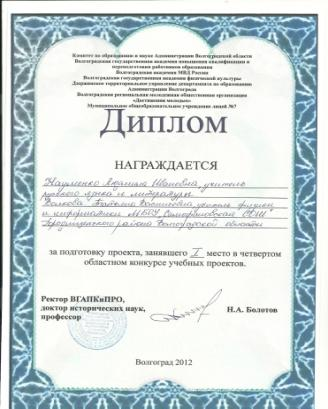 Комитет по образованию и науке Администрации Волгоградской области
Волгоградская государственная академия повышения квалификации и
переподготовки работников образования
Волгоградская академия МВД России
Волгоградская государственная академия физической культуры
Дзержинское территориальное управление департамента по образованию
Администрации Волгограда
Волгоградская региональная молодежная общественная организация
«Достижения молодых»
Муниципальное общеобразовательное учреждение лицей №7
Диплом
НАГРАЖДАЕТСЯ
Науменко Людмила Ивановна, учитель
русского языка и литературы
Волкова Татьяна Борисовна, учитель физики
и информатики МБОУ СОШ
Городищенского района Волгоградской области
за подготовку проекта, занявшего I место в четвертом
областном конкурсе учебных проектов.
Ректор ВГАПКиПРО,
доктор исторических наук,
профессор
Н.А. Болотов
Волгоград 2012